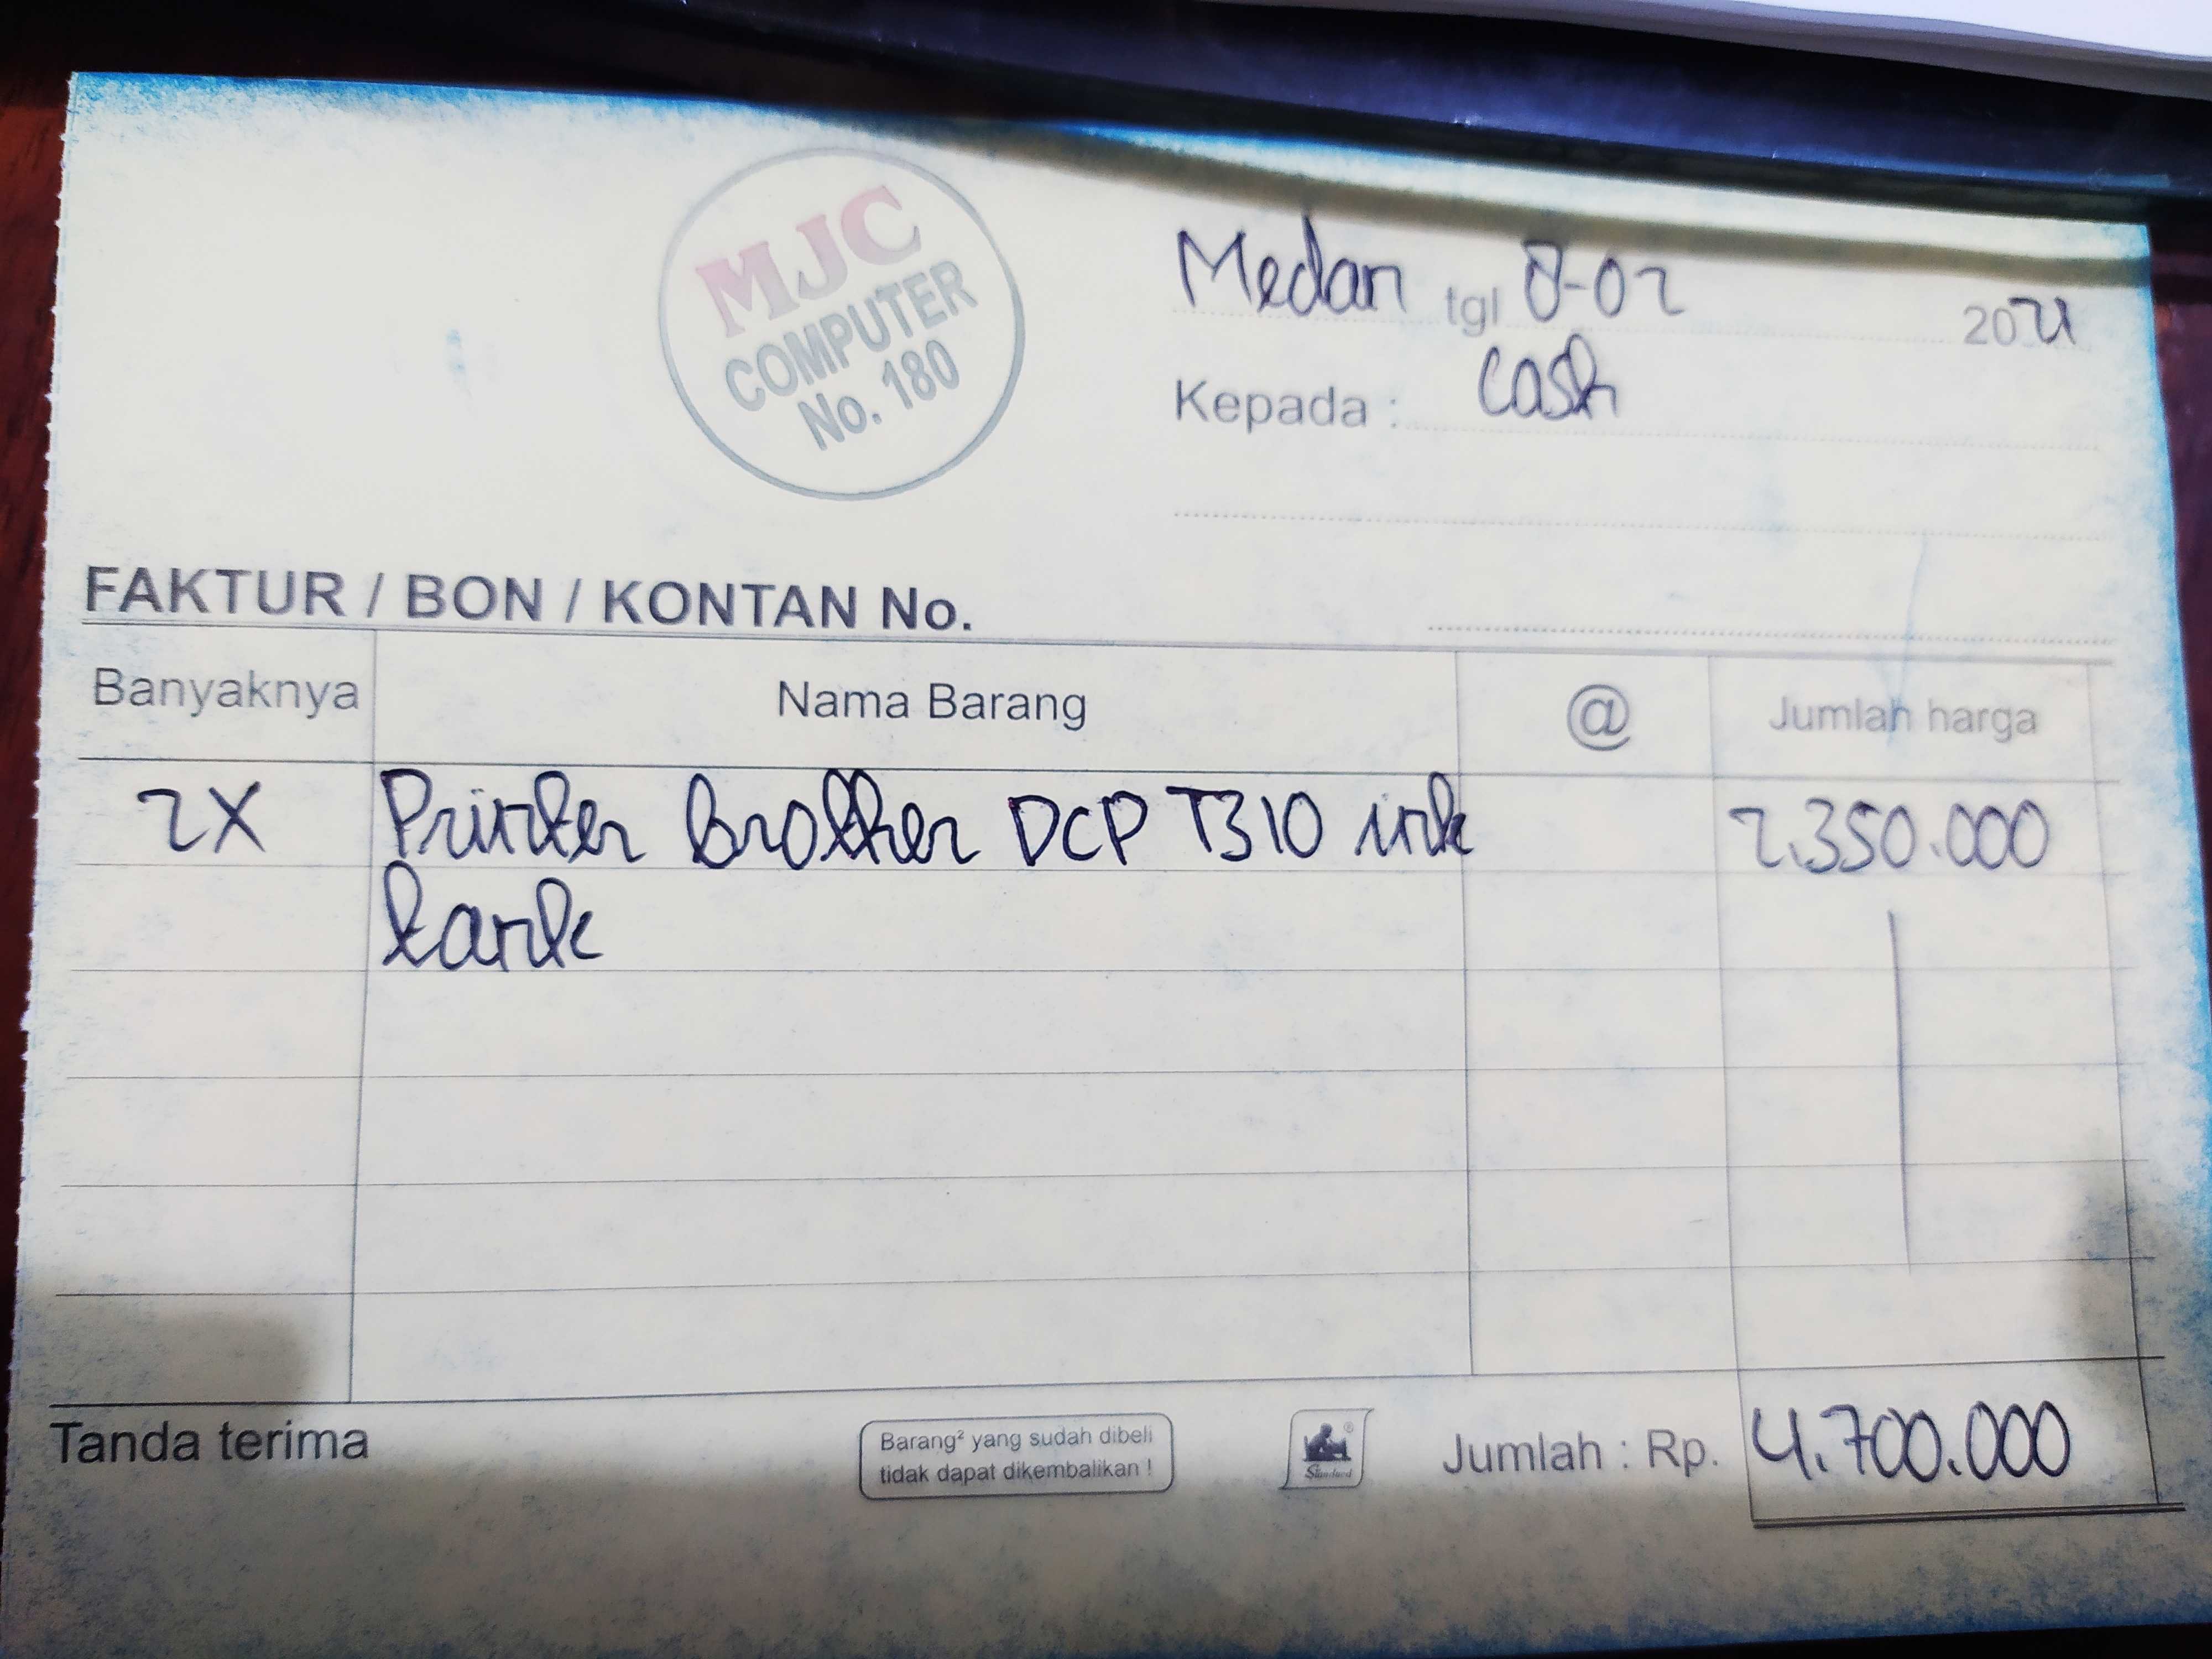 MJC
COMPUTER
No. 180
Medan tgl 8-02 2021
Kepada : Cash
FAKTUR / BON / KONTAN No.
Banyaknya Nama Barang @ Jumlah harga
2X Printer Brother DCP T310 ink 2.350.000
tank
Tanda terima
Barang² yang sudah dibeli
tidak dapat dikembalikan !
Standard
Jumlah : Rp. 4.700.000